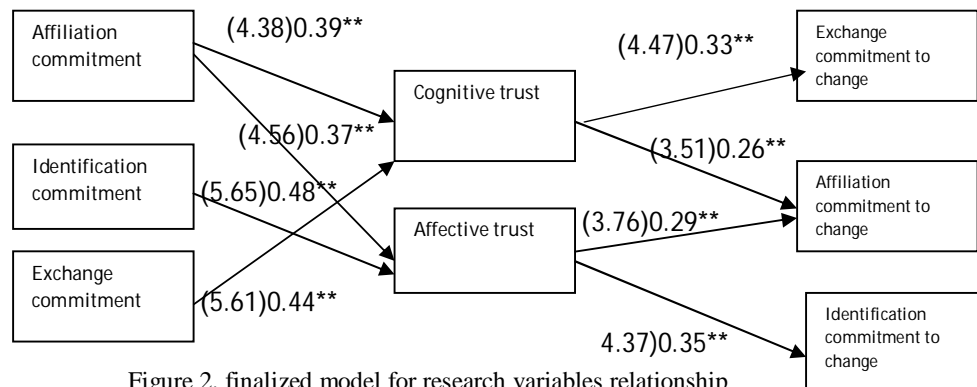 Affiliation
commitment
(4.38)0.39**
(4.56)0.37**
Identification
commitment
(5.65)0.48**
Exchange
commitment
(5.61)0.44**
Cognitive trust
Affective trust
(4.47)0.33**
(3.51)0.26**
(3.76)0.29**
4.37)0.35**
Exchange
commitment to
change
Affiliation
commitment to
change
Identification
commitment to
change
Figure 2. finalized model for research variables relationship